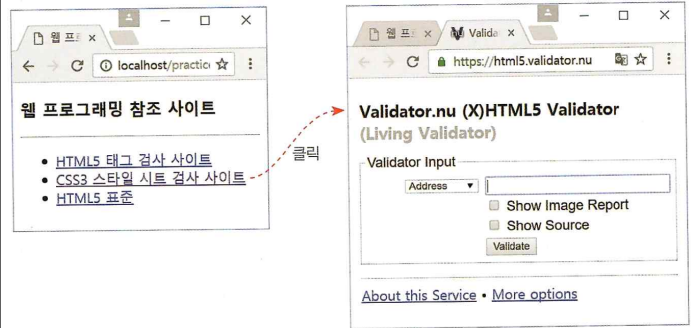 웹 프
localhost/practic
웹 프로그래밍 참조 사이트
HTML5 태그 검사 사이트
CSS3 스타일 시트 검사 사이트
HTML5 표준
클릭
웹 프
Valida
https://html5.validator.nu
Validator.nu (X)HTML5 Validator
(Living Validator)
Validator Input
Address
Show Image Report
Show Source
Validate
About this Service • More options